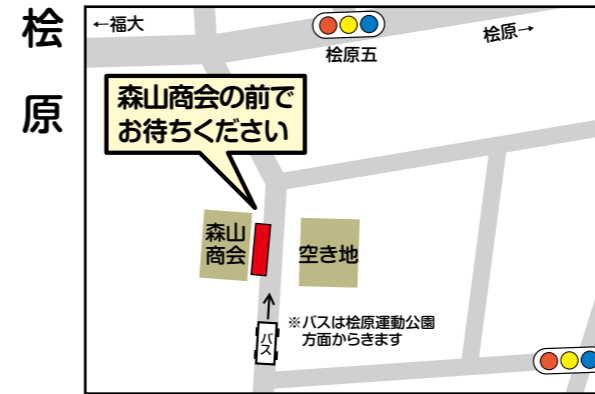 桧原
←福大
桧原五
桧原→
森山商会の前で
お待ちください
森山
商会
空き地
※バスは桧原運動公園
方面からきます
バス